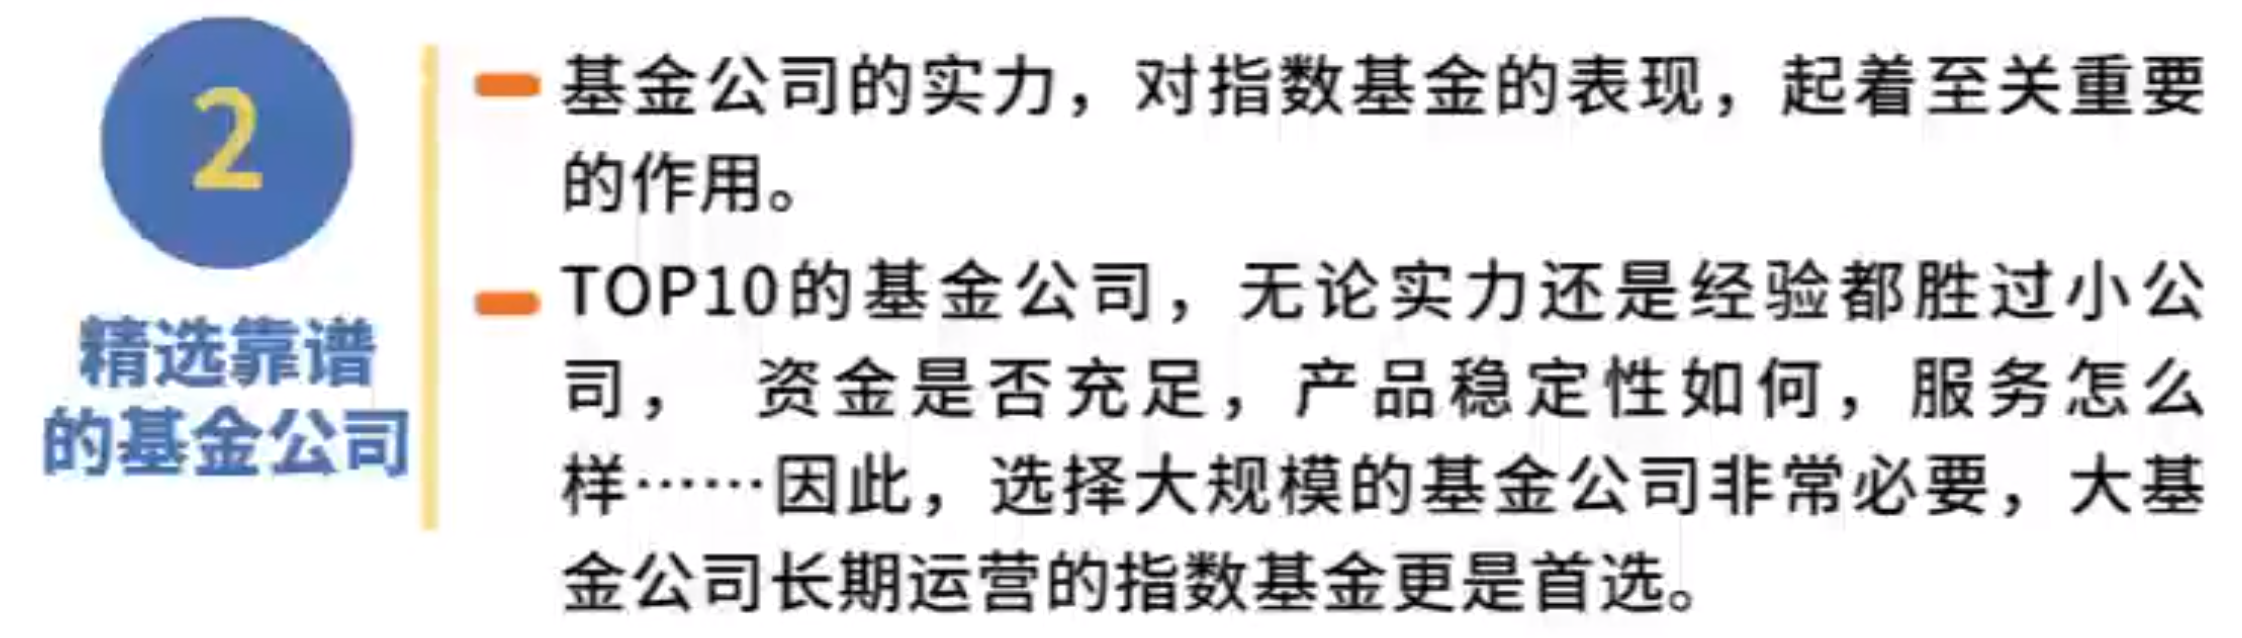 2
精选靠谱
的基金公司
基金公司的实力，对指数基金的表现，起着至关重要
的作用。
TOP10的基金公司，无论实力还是经验都胜过小公
司， 资金是否充足，产品稳定性如何，服务怎么
样……因此，选择大规模的基金公司非常必要，大基
金公司长期运营的指数基金更是首选。